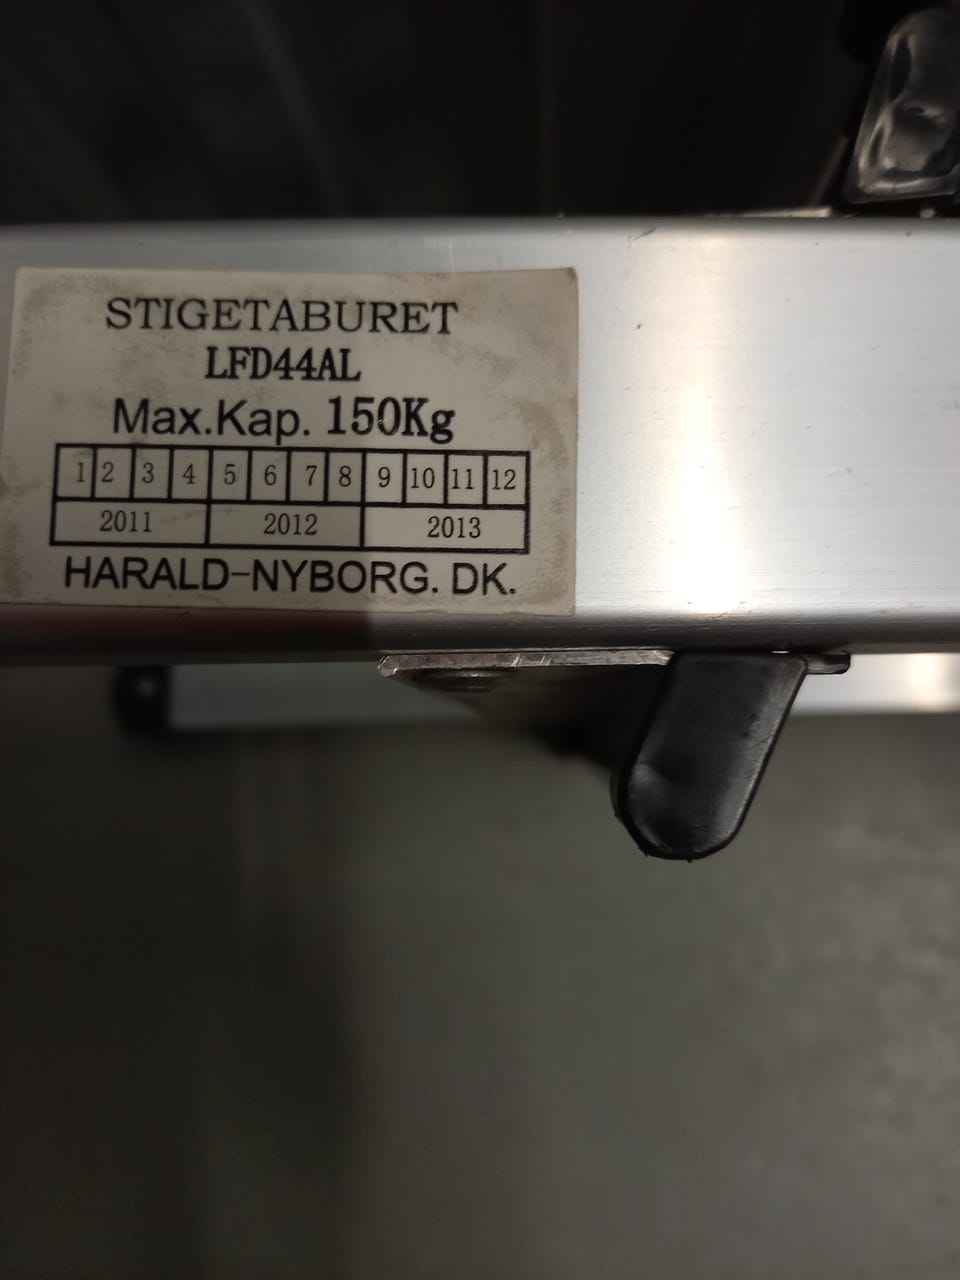 STIGETABURET
LFD44AL
Max.Kap. 150Kg
1 2 3 4 5 6 7 8 9 10 11 12
2011 2012 2013
HARALD-NYBORG. DK.